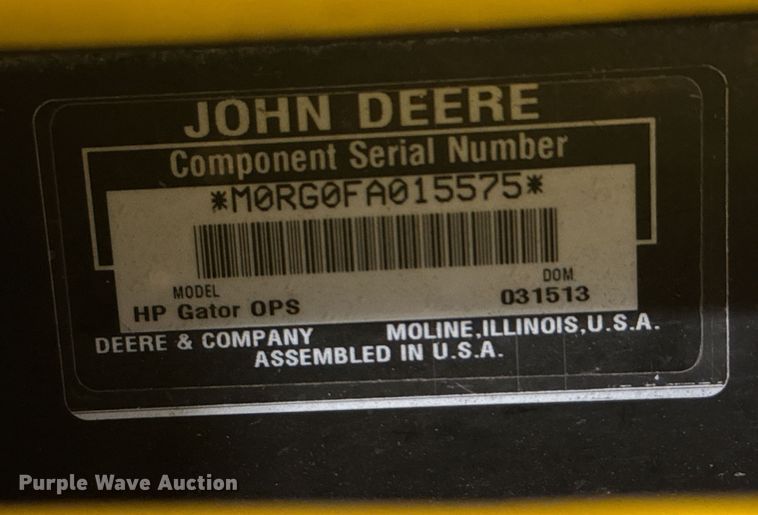 JOHN DEERE
Component Serial Number
*M0RG0FA015575*
MODEL
DOM
HP Gator OPS
031513
DEERE & COMPANY
MOLINE, ILLINOIS, U.S.A.
ASSEMBLED IN U.S.A.
Purple Wave Auction